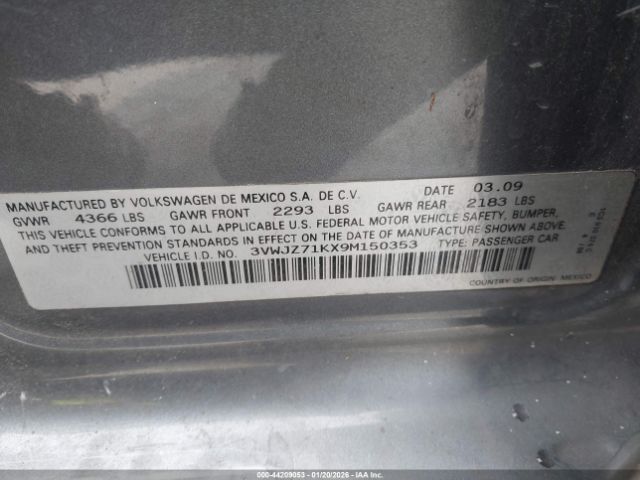 MANUFACTURED BY VOLKSWAGEN DE MEXICO S.A. DE C.V. DATE 03.09
GVWR 4366 LBS GAWR FRONT 2293 LBS GAWR REAR 2183 LBS
THIS VEHICLE CONFORMS TO ALL APPLICABLE U.S. FEDERAL MOTOR VEHICLE SAFETY, BUMPER,
AND THEFT PREVENTION STANDARDS IN EFFECT ON THE DATE OF MANUFACTURE SHOWN ABOVE.
VEHICLE I.D. NO. 3VWJZ71KX9M150353 TYPE: PASSENGER CAR
COUNTRY OF ORIGIN: MEXICO
000-44209053 | 01/20/2026 - IAA Inc.